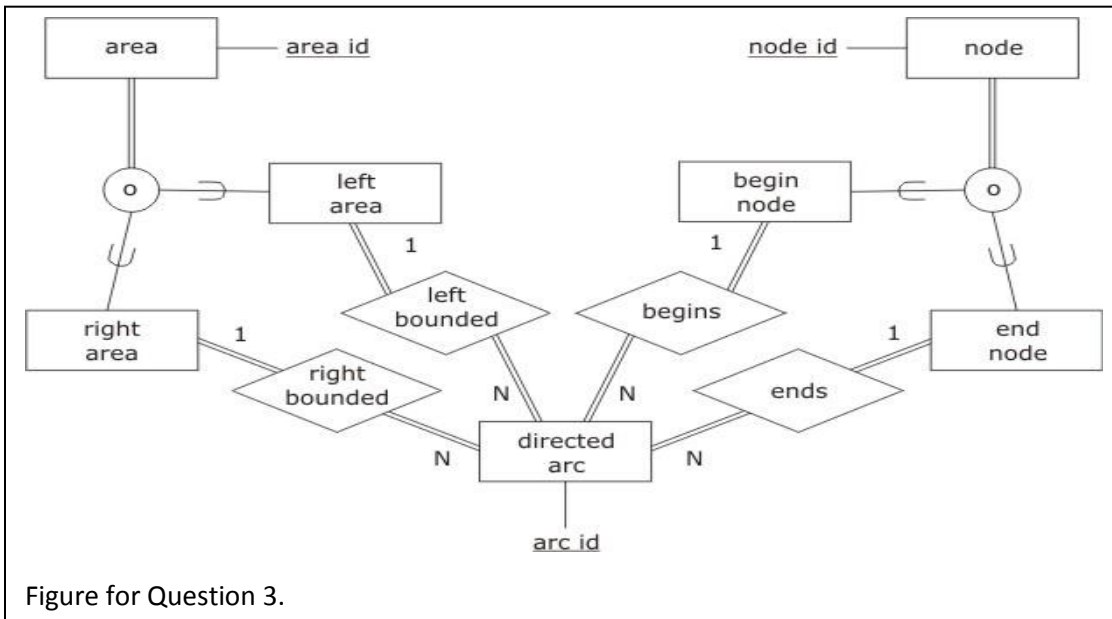 area
area id
node id
node
o
left
area
begin
node
o
1
1
left
bounded
begins
right
area
1
right
bounded
N
N
1
ends
end
node
N
directed
arc
N
arc id
Figure for Question 3.